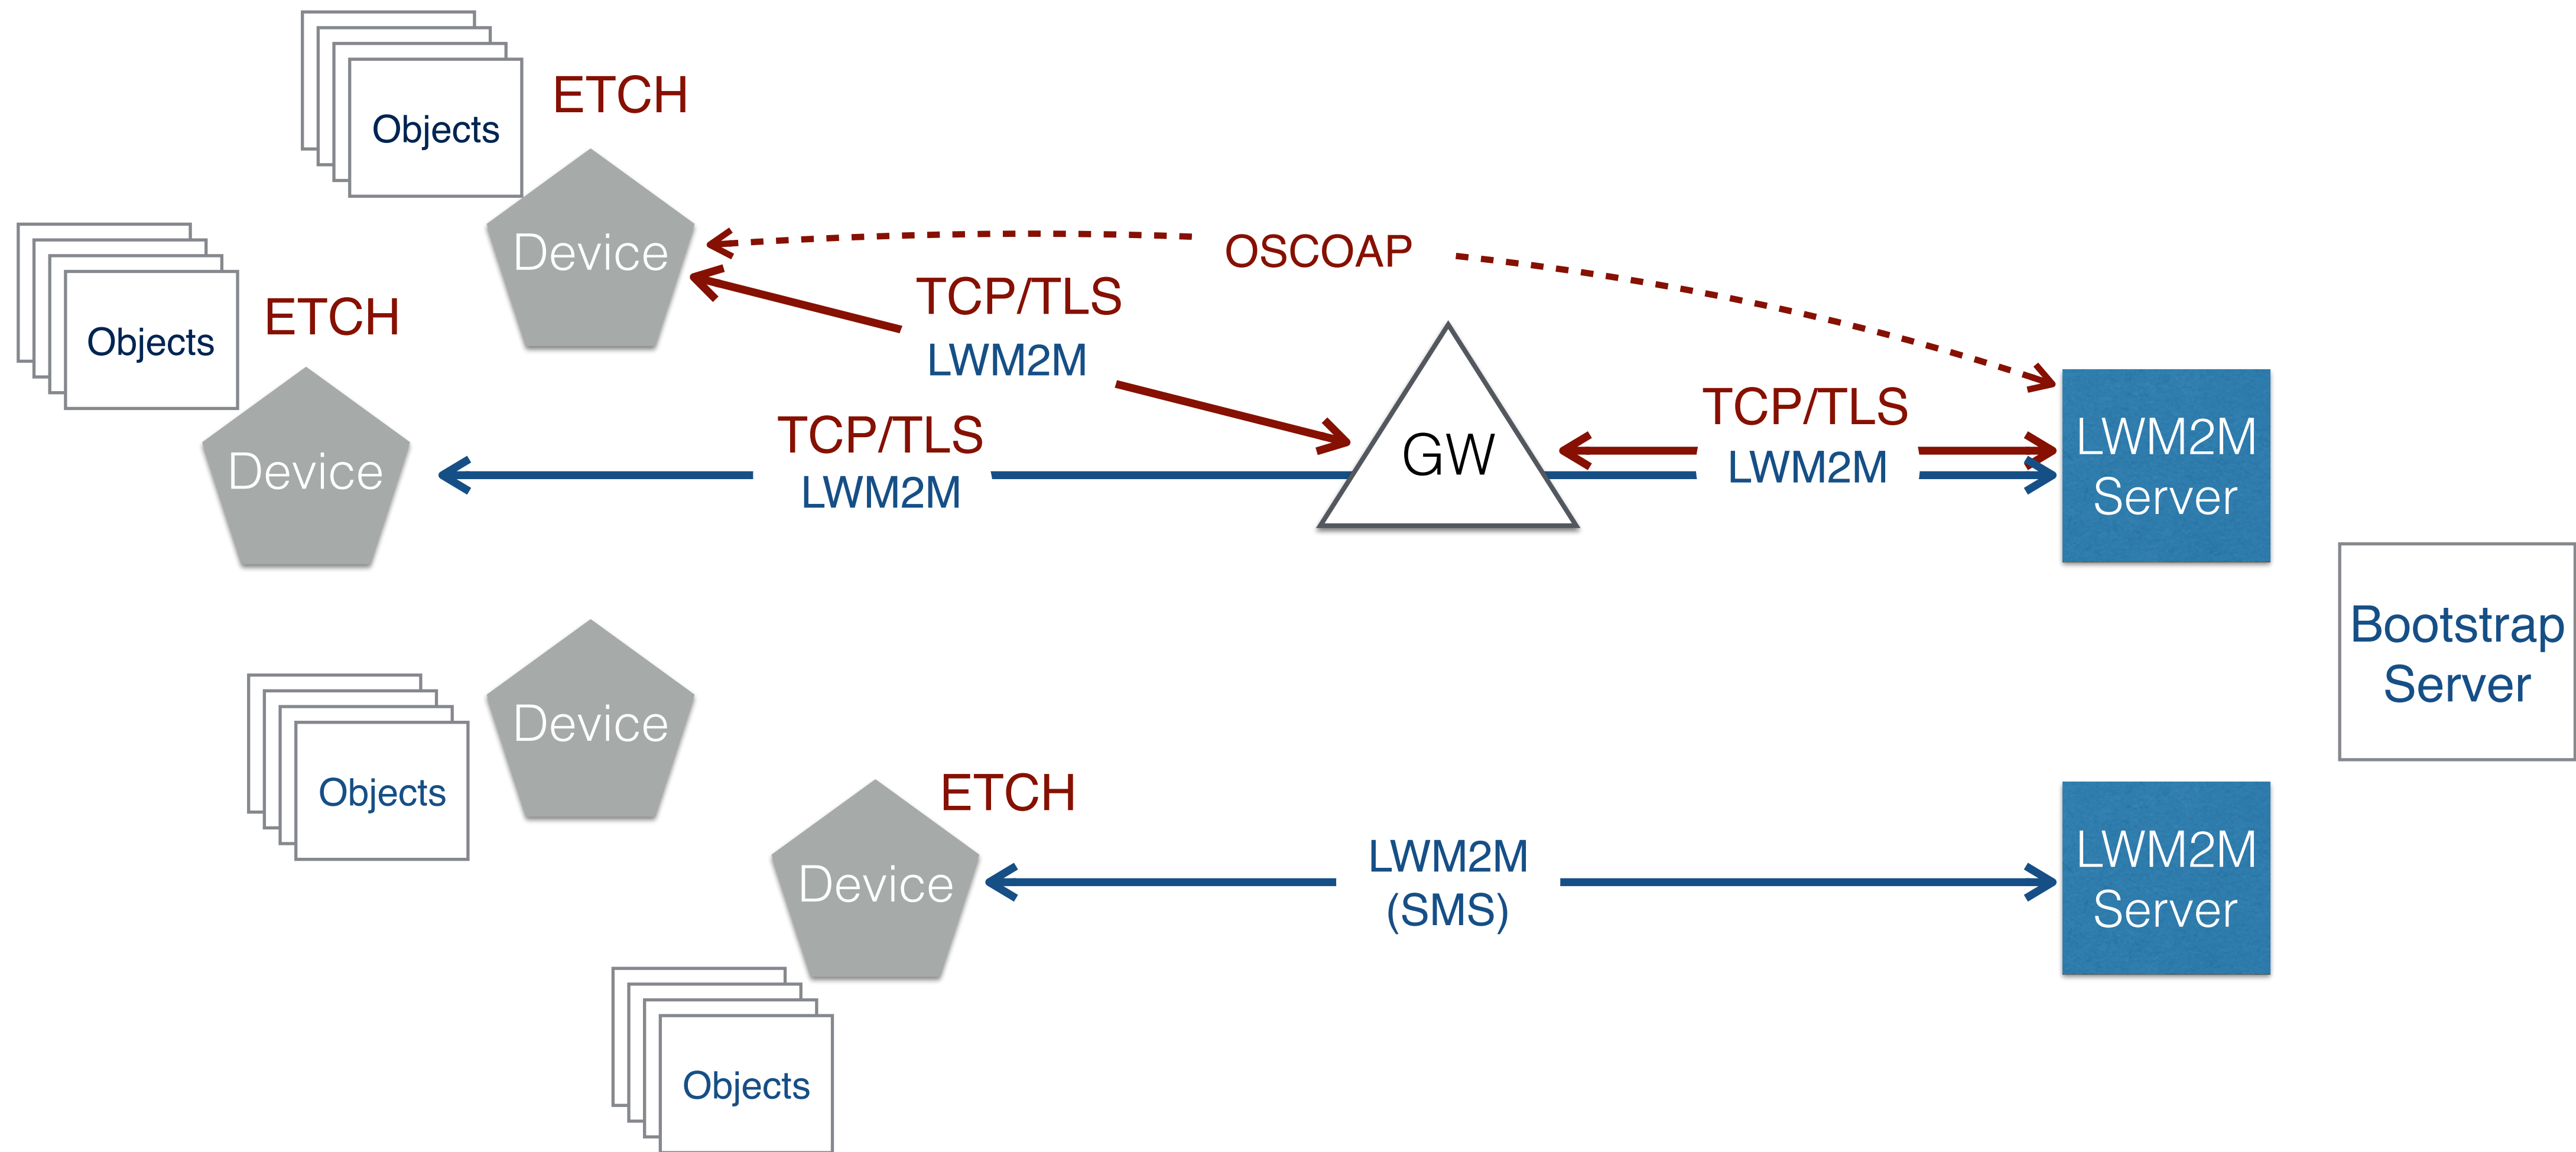 ETCH
Objects
Device
OSCOAP
TCP/TLS
LWM2M
ETCH
Objects
Device
TCP/TLS
LWM2M
GW
TCP/TLS
LWM2M
LWM2M
Server
Bootstrap
Server
Device
Objects
ETCH
Device
LWM2M
(SMS)
LWM2M
Server
Objects